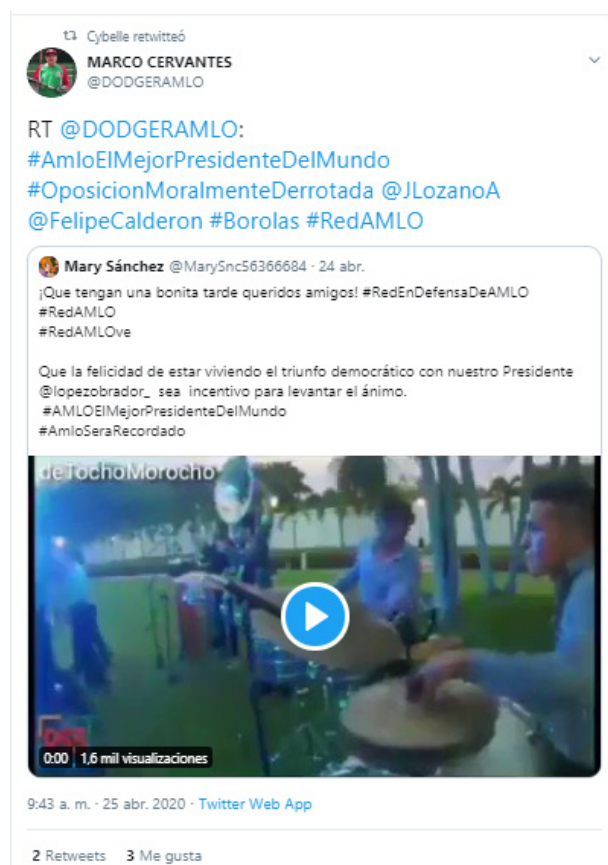 Cybelle retwitteó
MARCO CERVANTES
@DODGERAMLO
RT @DODGERAMLO:
#AmloElMejorPresidenteDelMundo
#OposicionMoralmenteDerrotada @JLozanoA
@FelipeCalderon #Borolas #RedAMLO
Mary Sánchez @MarySnc56366684 · 24 abr.
¡Que tengan una bonita tarde queridos amigos! #RedEnDefensaDeAMLO
#RedAMLO
#RedAMLOve
Que la felicidad de estar viviendo el triunfo democrático con nuestro Presidente
@lopezobrador_ sea incentivo para levantar el ánimo.
#AMLOElMejorPresidenteDelMundo
#AmloSeraRecordado
deTochoMorocho
0:00 1,6 mil visualizaciones
9:43 a. m. · 25 abr. 2020 · Twitter Web App
2 Retweets 3 Me gusta